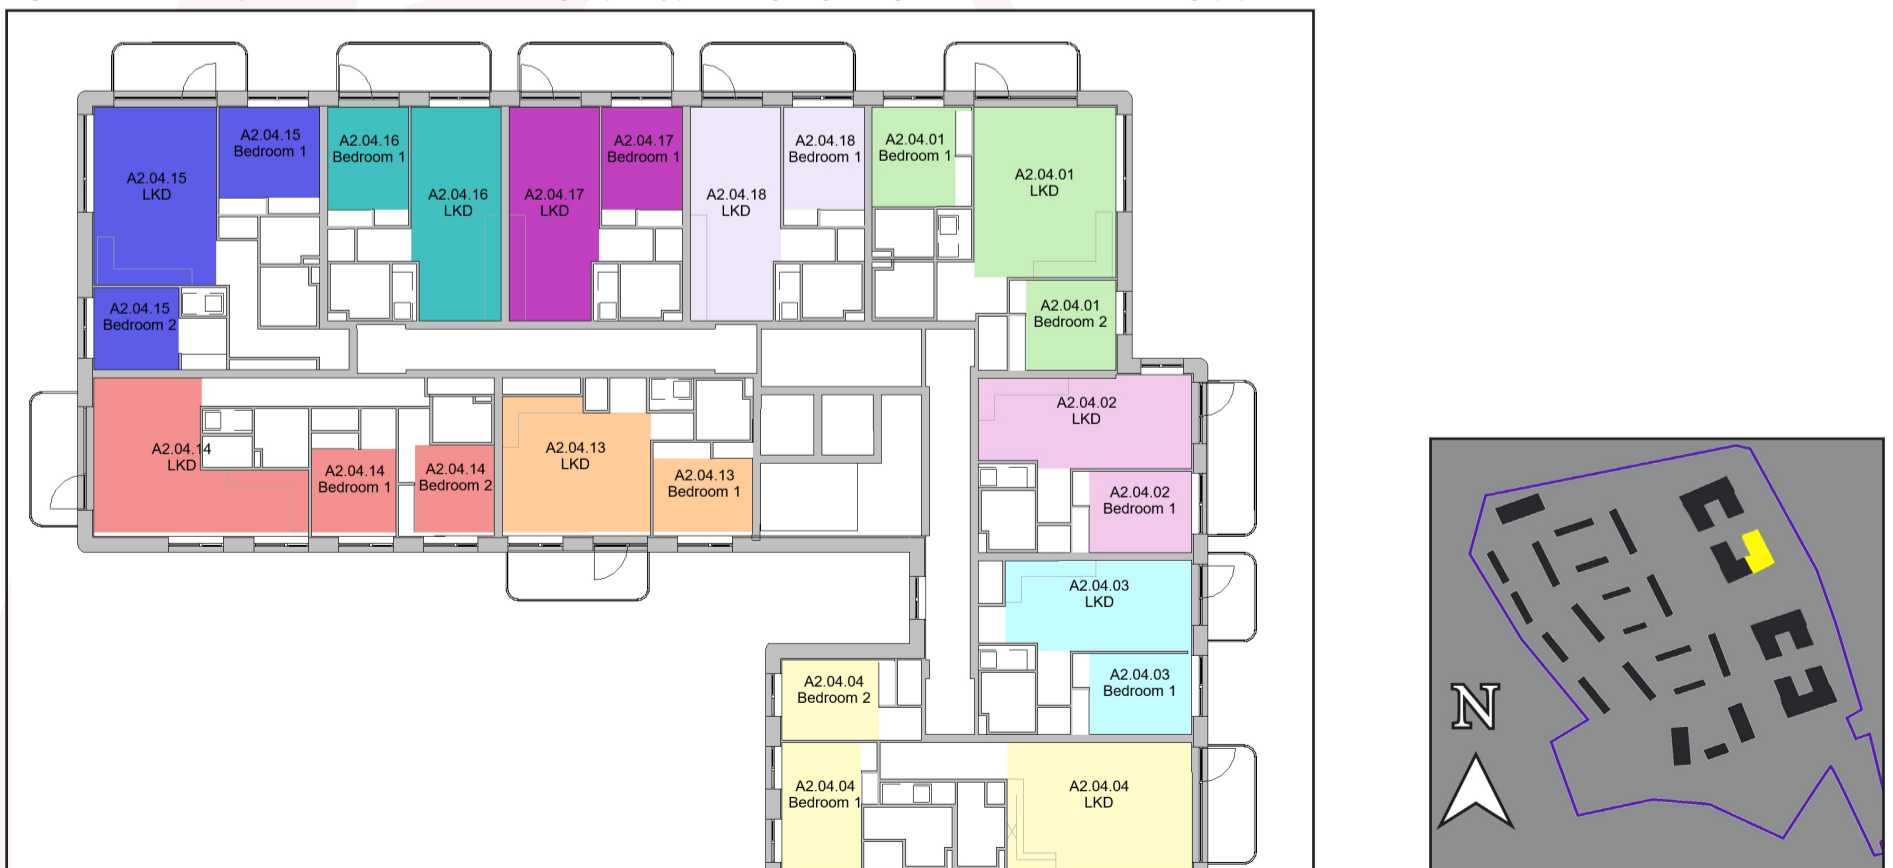 A2.04.15
LKD
A2.04.15
Bedroom 1
A2.04.16
Bedroom 1
A2.04.16
LKD
A2.04.17
LKD
A2.04.17
Bedroom 1
A2.04.18
LKD
A2.04.18
Bedroom 1
A2.04.01
Bedroom 1
A2.04.01
LKD
A2.04.15
Bedroom 2
A2.04.01
Bedroom 2
A2.04.14
LKD
A2.04.14
Bedroom 1
A2.04.14
Bedroom 2
A2.04.13
LKD
A2.04.13
Bedroom 1
A2.04.02
LKD
A2.04.02
Bedroom 1
A2.04.03
LKD
A2.04.03
Bedroom 1
A2.04.04
Bedroom 2
A2.04.04
Bedroom 1
A2.04.04
LKD
N